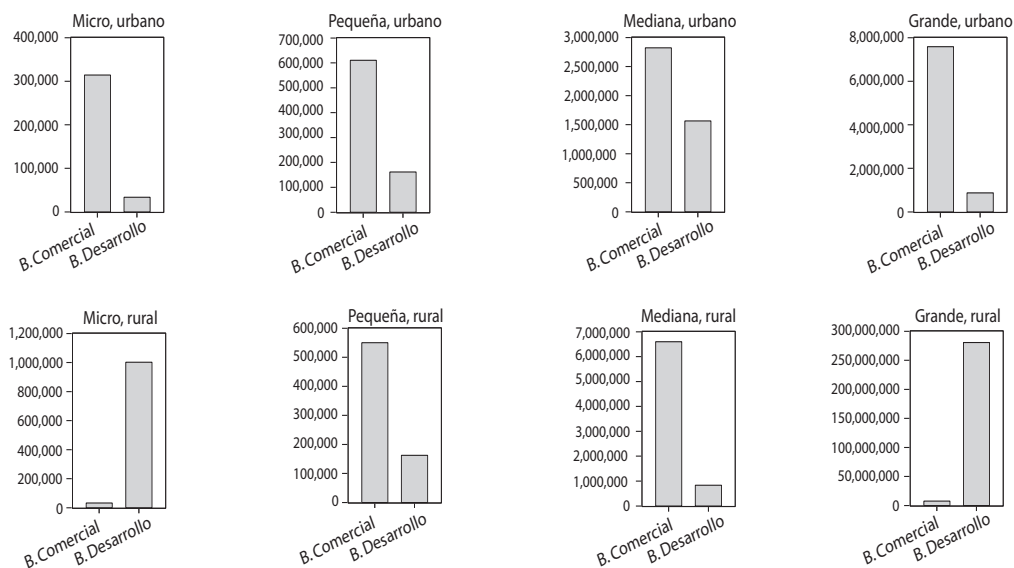 Micro, urbano
400,000
300,000
200,000
100,000
0
B. Comercial
B. Desarrollo
Pequeña, urbano
700,000
600,000
500,000
400,000
300,000
200,000
100,000
0
B. Comercial
B. Desarrollo
Mediana, urbano
3,000,000
2,500,000
2,000,000
1,500,000
1,000,000
500,000
0
B. Comercial
B. Desarrollo
Grande, urbano
8,000,000
6,000,000
4,000,000
2,000,000
0
B. Comercial
B. Desarrollo
Micro, rural
1,200,000
1,000,000
800,000
600,000
400,000
200,000
0
B. Comercial
B. Desarrollo
Pequeña, rural
600,000
500,000
400,000
300,000
200,000
100,000
0
B. Comercial
B. Desarrollo
Mediana, rural
7,000,000
6,000,000
5,000,000
4,000,000
3,000,000
2,000,000
1,000,000
0
B. Comercial
B. Desarrollo
Grande, rural
300,000,000
250,000,000
200,000,000
150,000,000
100,000,000
50,000,000
0
B. Comercial
B. Desarrollo